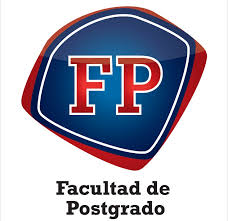 FP
Facultad de
Postgrado